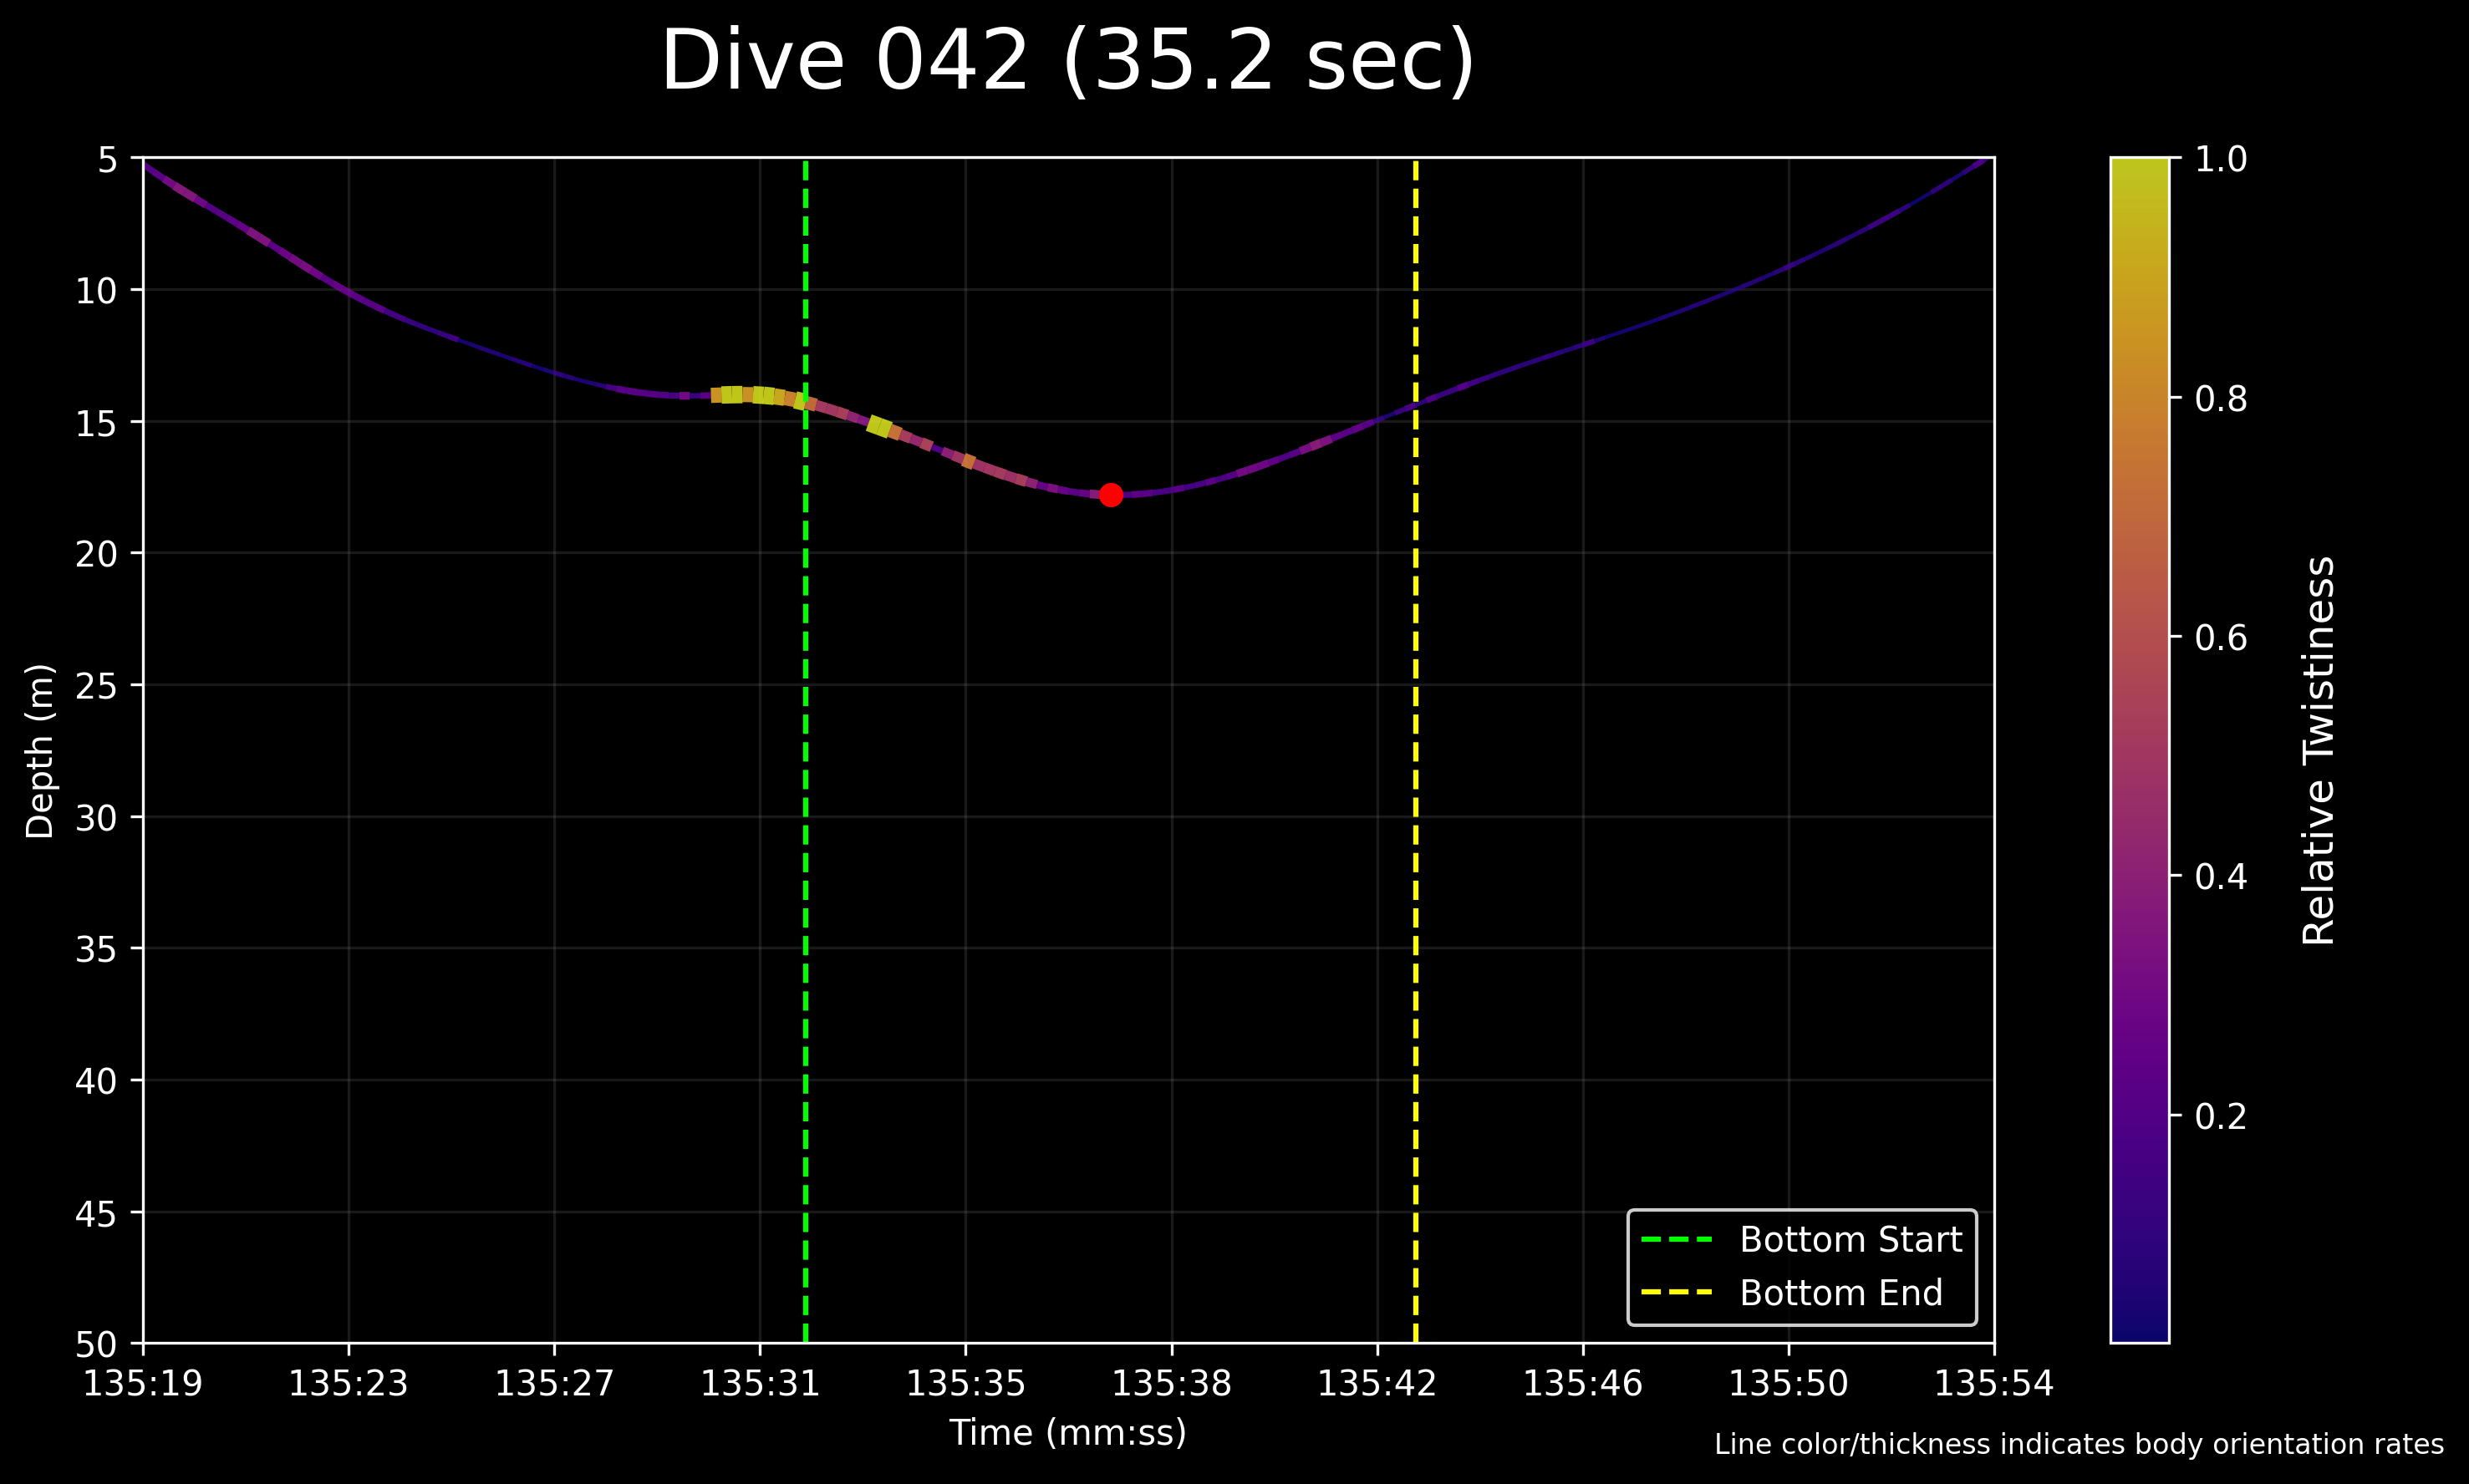 Dive 042 (35.2 sec)
5
10
15
20
25
30
35
40
45
50
Depth (m)
135:19 135:23 135:27 135:31 135:35 135:38 135:42 135:46 135:50 135:54
Time (mm:ss)
Bottom Start
Bottom End
1.0
0.8
0.6
0.4
0.2
Relative Twistiness
Line color/thickness indicates body orientation rates